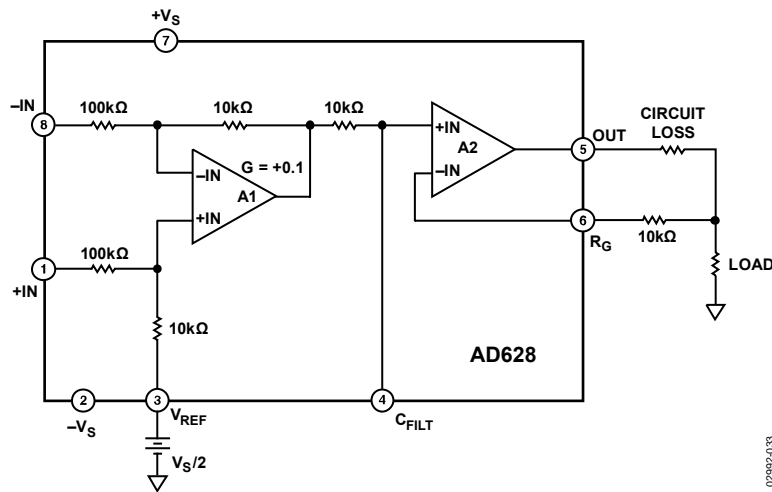 +VS
7
–IN
8
100kΩ
10kΩ
10kΩ
G = +0.1
–IN
A1
+IN
+IN
A2
–IN
OUT
5
CIRCUIT
LOSS
6
RG
10kΩ
LOAD
1
+IN
100kΩ
10kΩ
AD628
2
–VS
3
VREF
4
CFILT
VS/2
02992-033